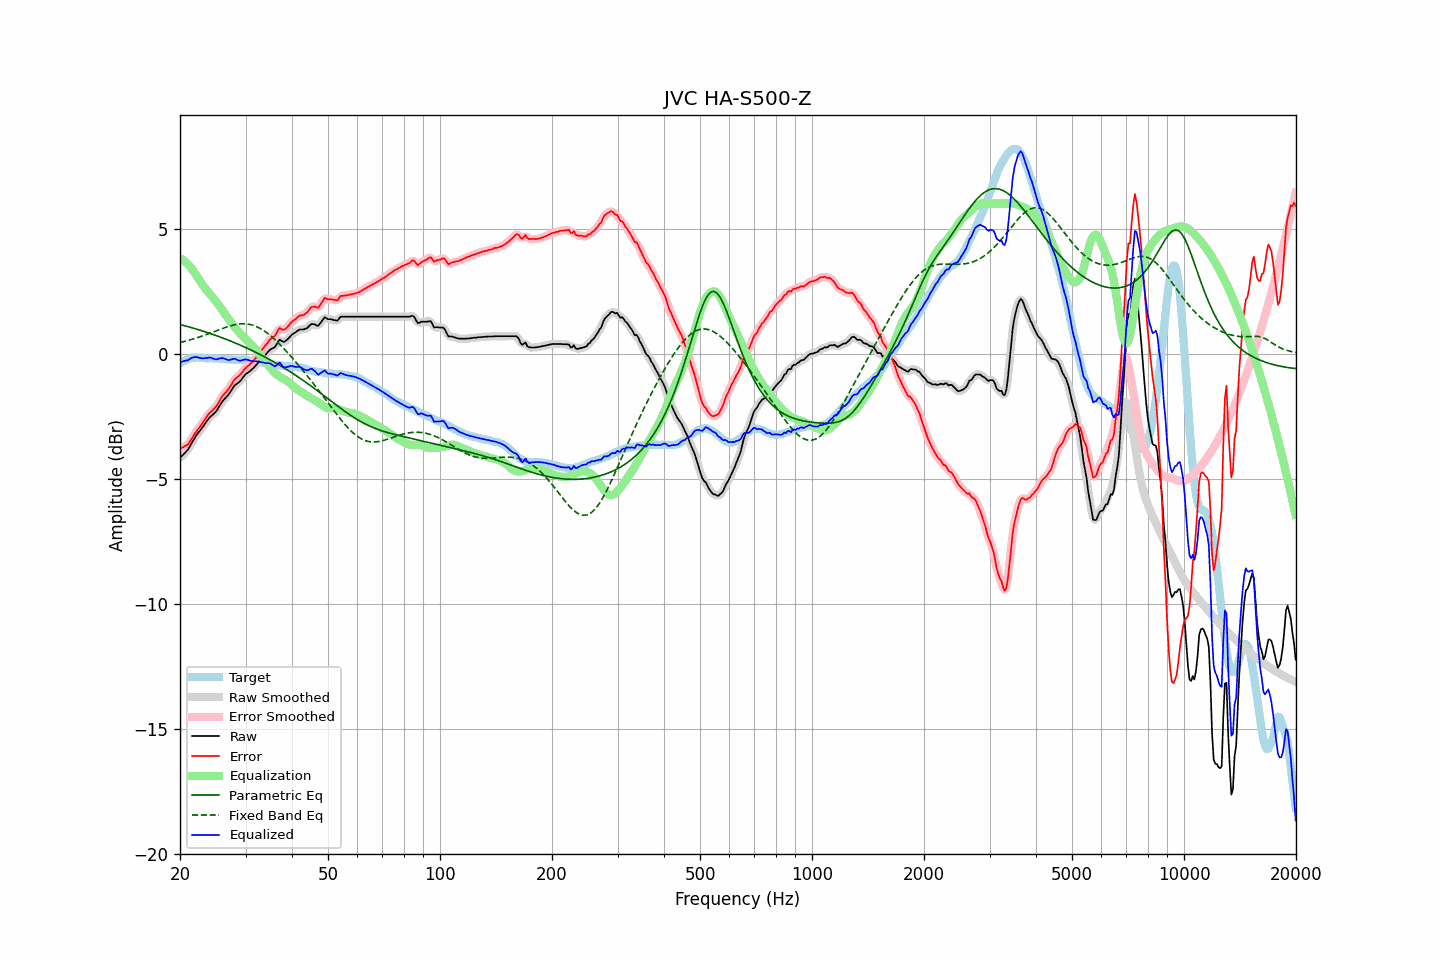 JVC HA-S500-Z
Amplitude (dBr)
5
0
−5
−10
−15
−20
Target
Raw Smoothed
Error Smoothed
Raw
Error
Equalization
Parametric Eq
Fixed Band Eq
Equalized
20 50 100 200 500 1000 2000 5000 10000 20000
Frequency (Hz)